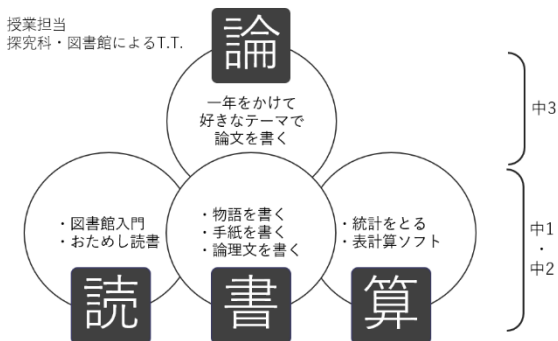 授業担当
探究科・図書館によるT.T.
論
一年をかけて
好きなテーマで
論文を書く
中3
・図書館入門
・おためし読書
読
・物語を書く
・手紙を書く
・論理文を書く
書
・統計をとる
・表計算ソフト
算
中1
・
中2